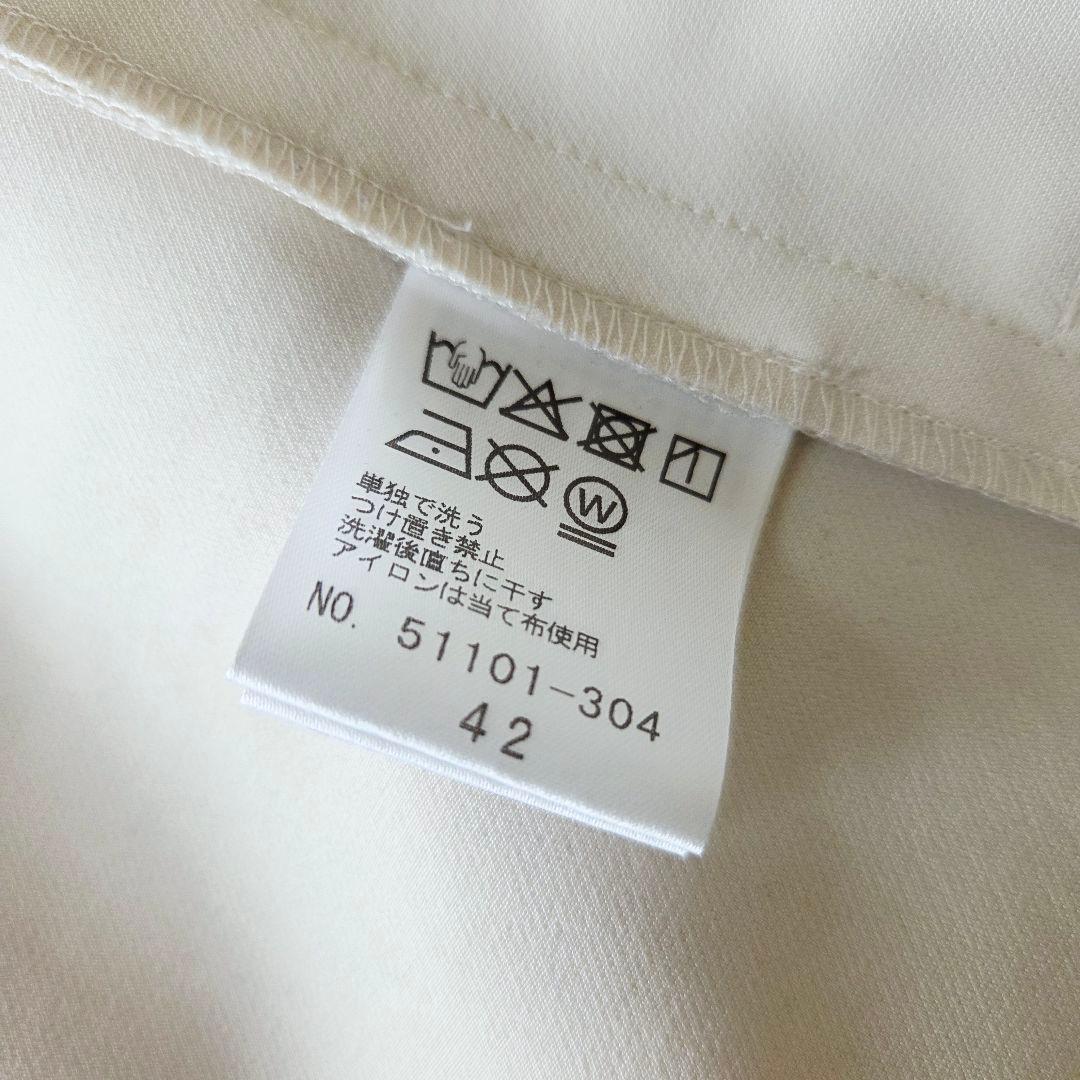 W
単独で洗う
つけ置き禁止
洗濯後直ちに干す
アイロンは当て布使用
NO. 51101-304
42